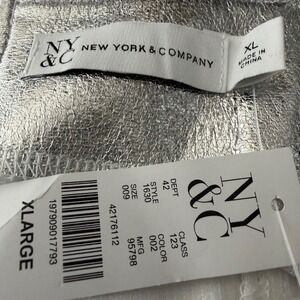 NY
&C
NEW YORK & COMPANY
XL
MADE IN
CHINA
NY
&C
DEPT CLASS
42 123
STYLE COLOR MFG
1630 002 95798
SIZE
009 42176112
197909017793
XLARGE